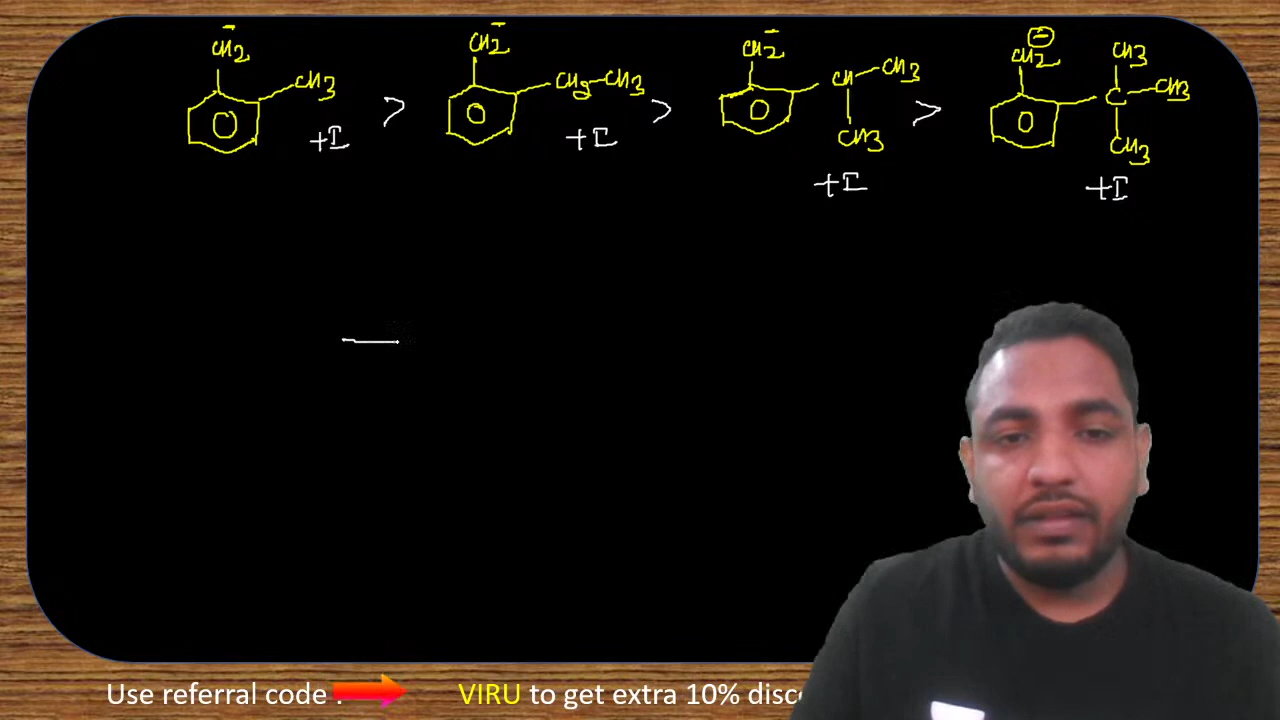 CH2⁻ CH2⁻ CH2⁻ CH2⊖ CH3
CH3 > CH2-CH3 > CH-CH3 > C-CH3
+I +I CH3 CH3
+I +I
Use referral code : VIRU to get extra 10%